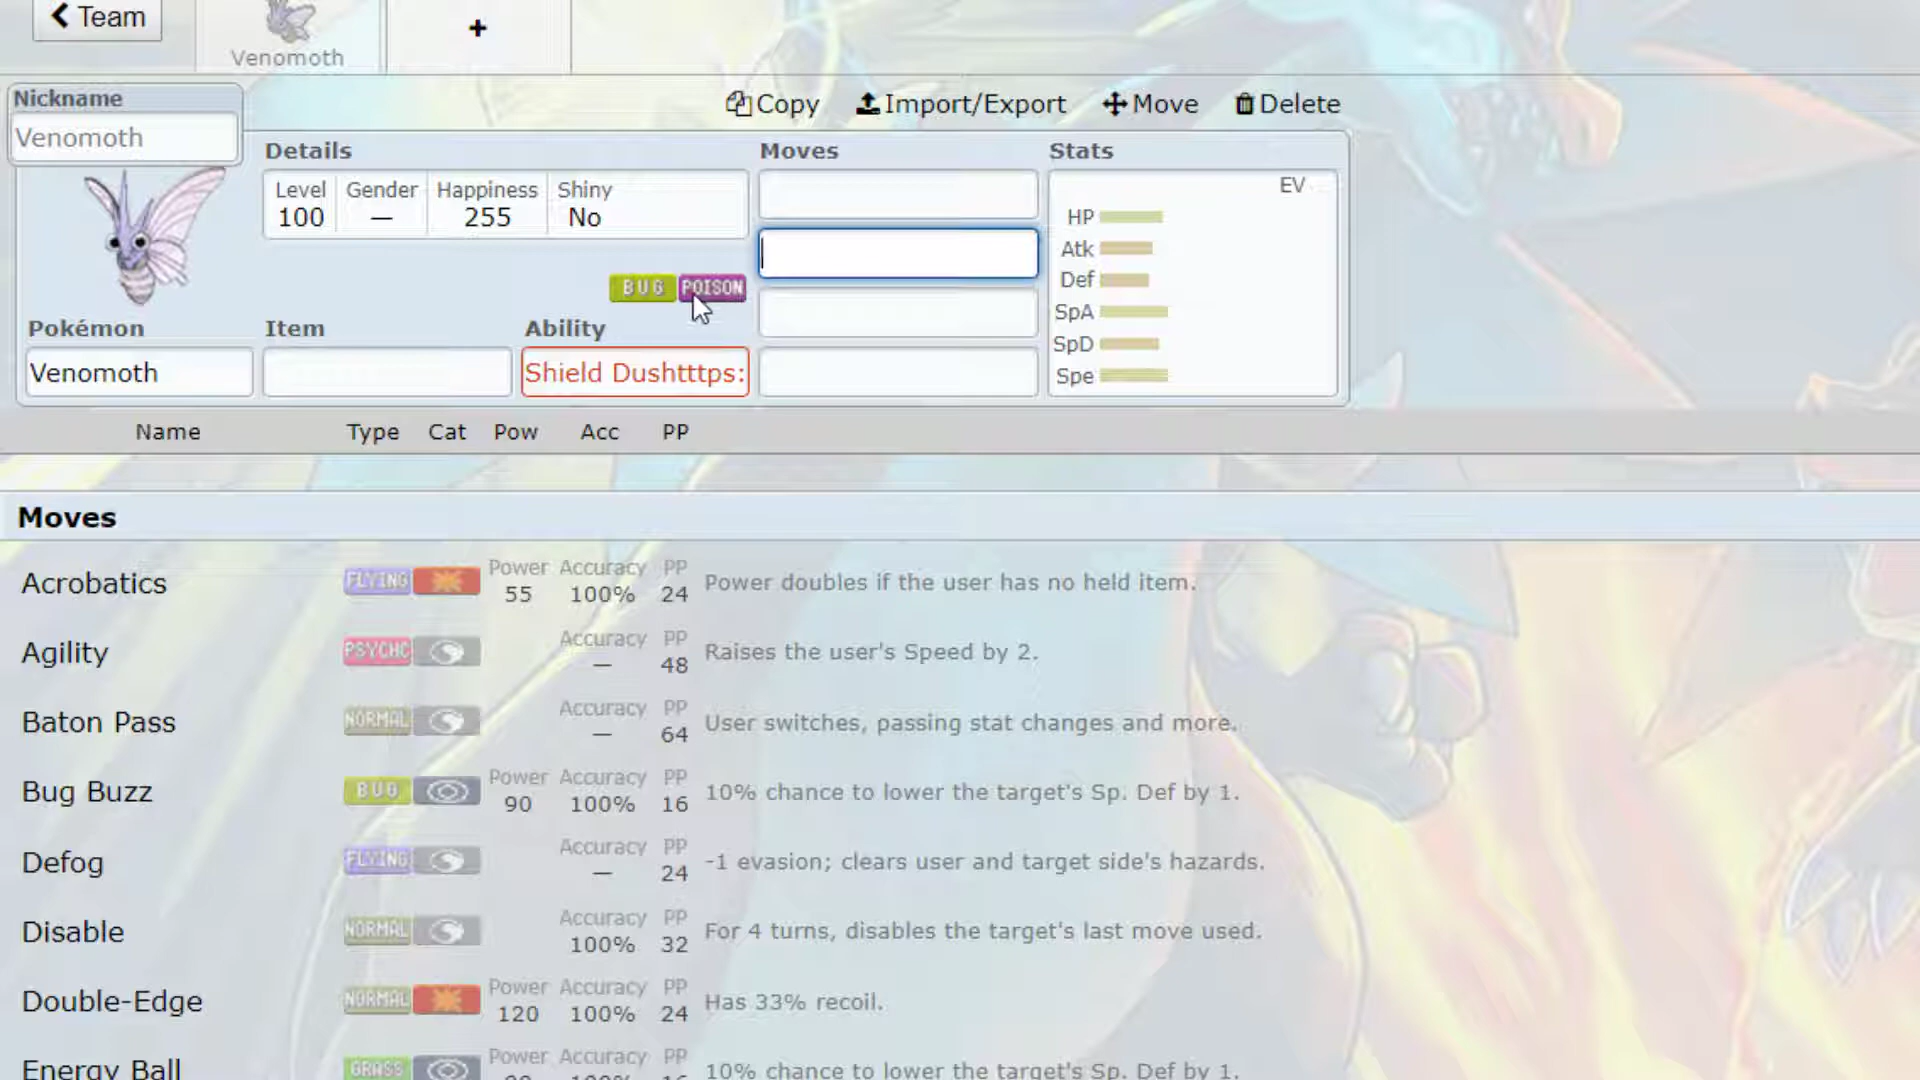 Team
Venomoth
+
Nickname
Venomoth
Copy Import/Export Move Delete
Details
Level Gender Happiness Shiny
100 — 255 No
BUG POISON
Pokémon Item Ability
Venomoth Shield Dushtttps:
Moves
Stats
EV
HP
Atk
Def
SpA
SpD
Spe
Name Type Cat Pow Acc PP
Moves
Acrobatics FLYING Power 55 Accuracy 100% PP 24 Power doubles if the user has no held item.
Agility PSYCHC Accuracy — PP 48 Raises the user's Speed by 2.
Baton Pass NORMAL Accuracy — PP 64 User switches, passing stat changes and more.
Bug Buzz BUG Power 90 Accuracy 100% PP 16 10% chance to lower the target's Sp. Def by 1.
Defog FLYING Accuracy — PP 24 -1 evasion; clears user and target side's hazards.
Disable NORMAL Accuracy 100% PP 32 For 4 turns, disables the target's last move used.
Double-Edge NORMAL Power 120 Accuracy 100% PP 24 Has 33% recoil.
Energy Ball GRASS Power Accuracy PP 10% chance to lower the target's Sp. Def by 1.